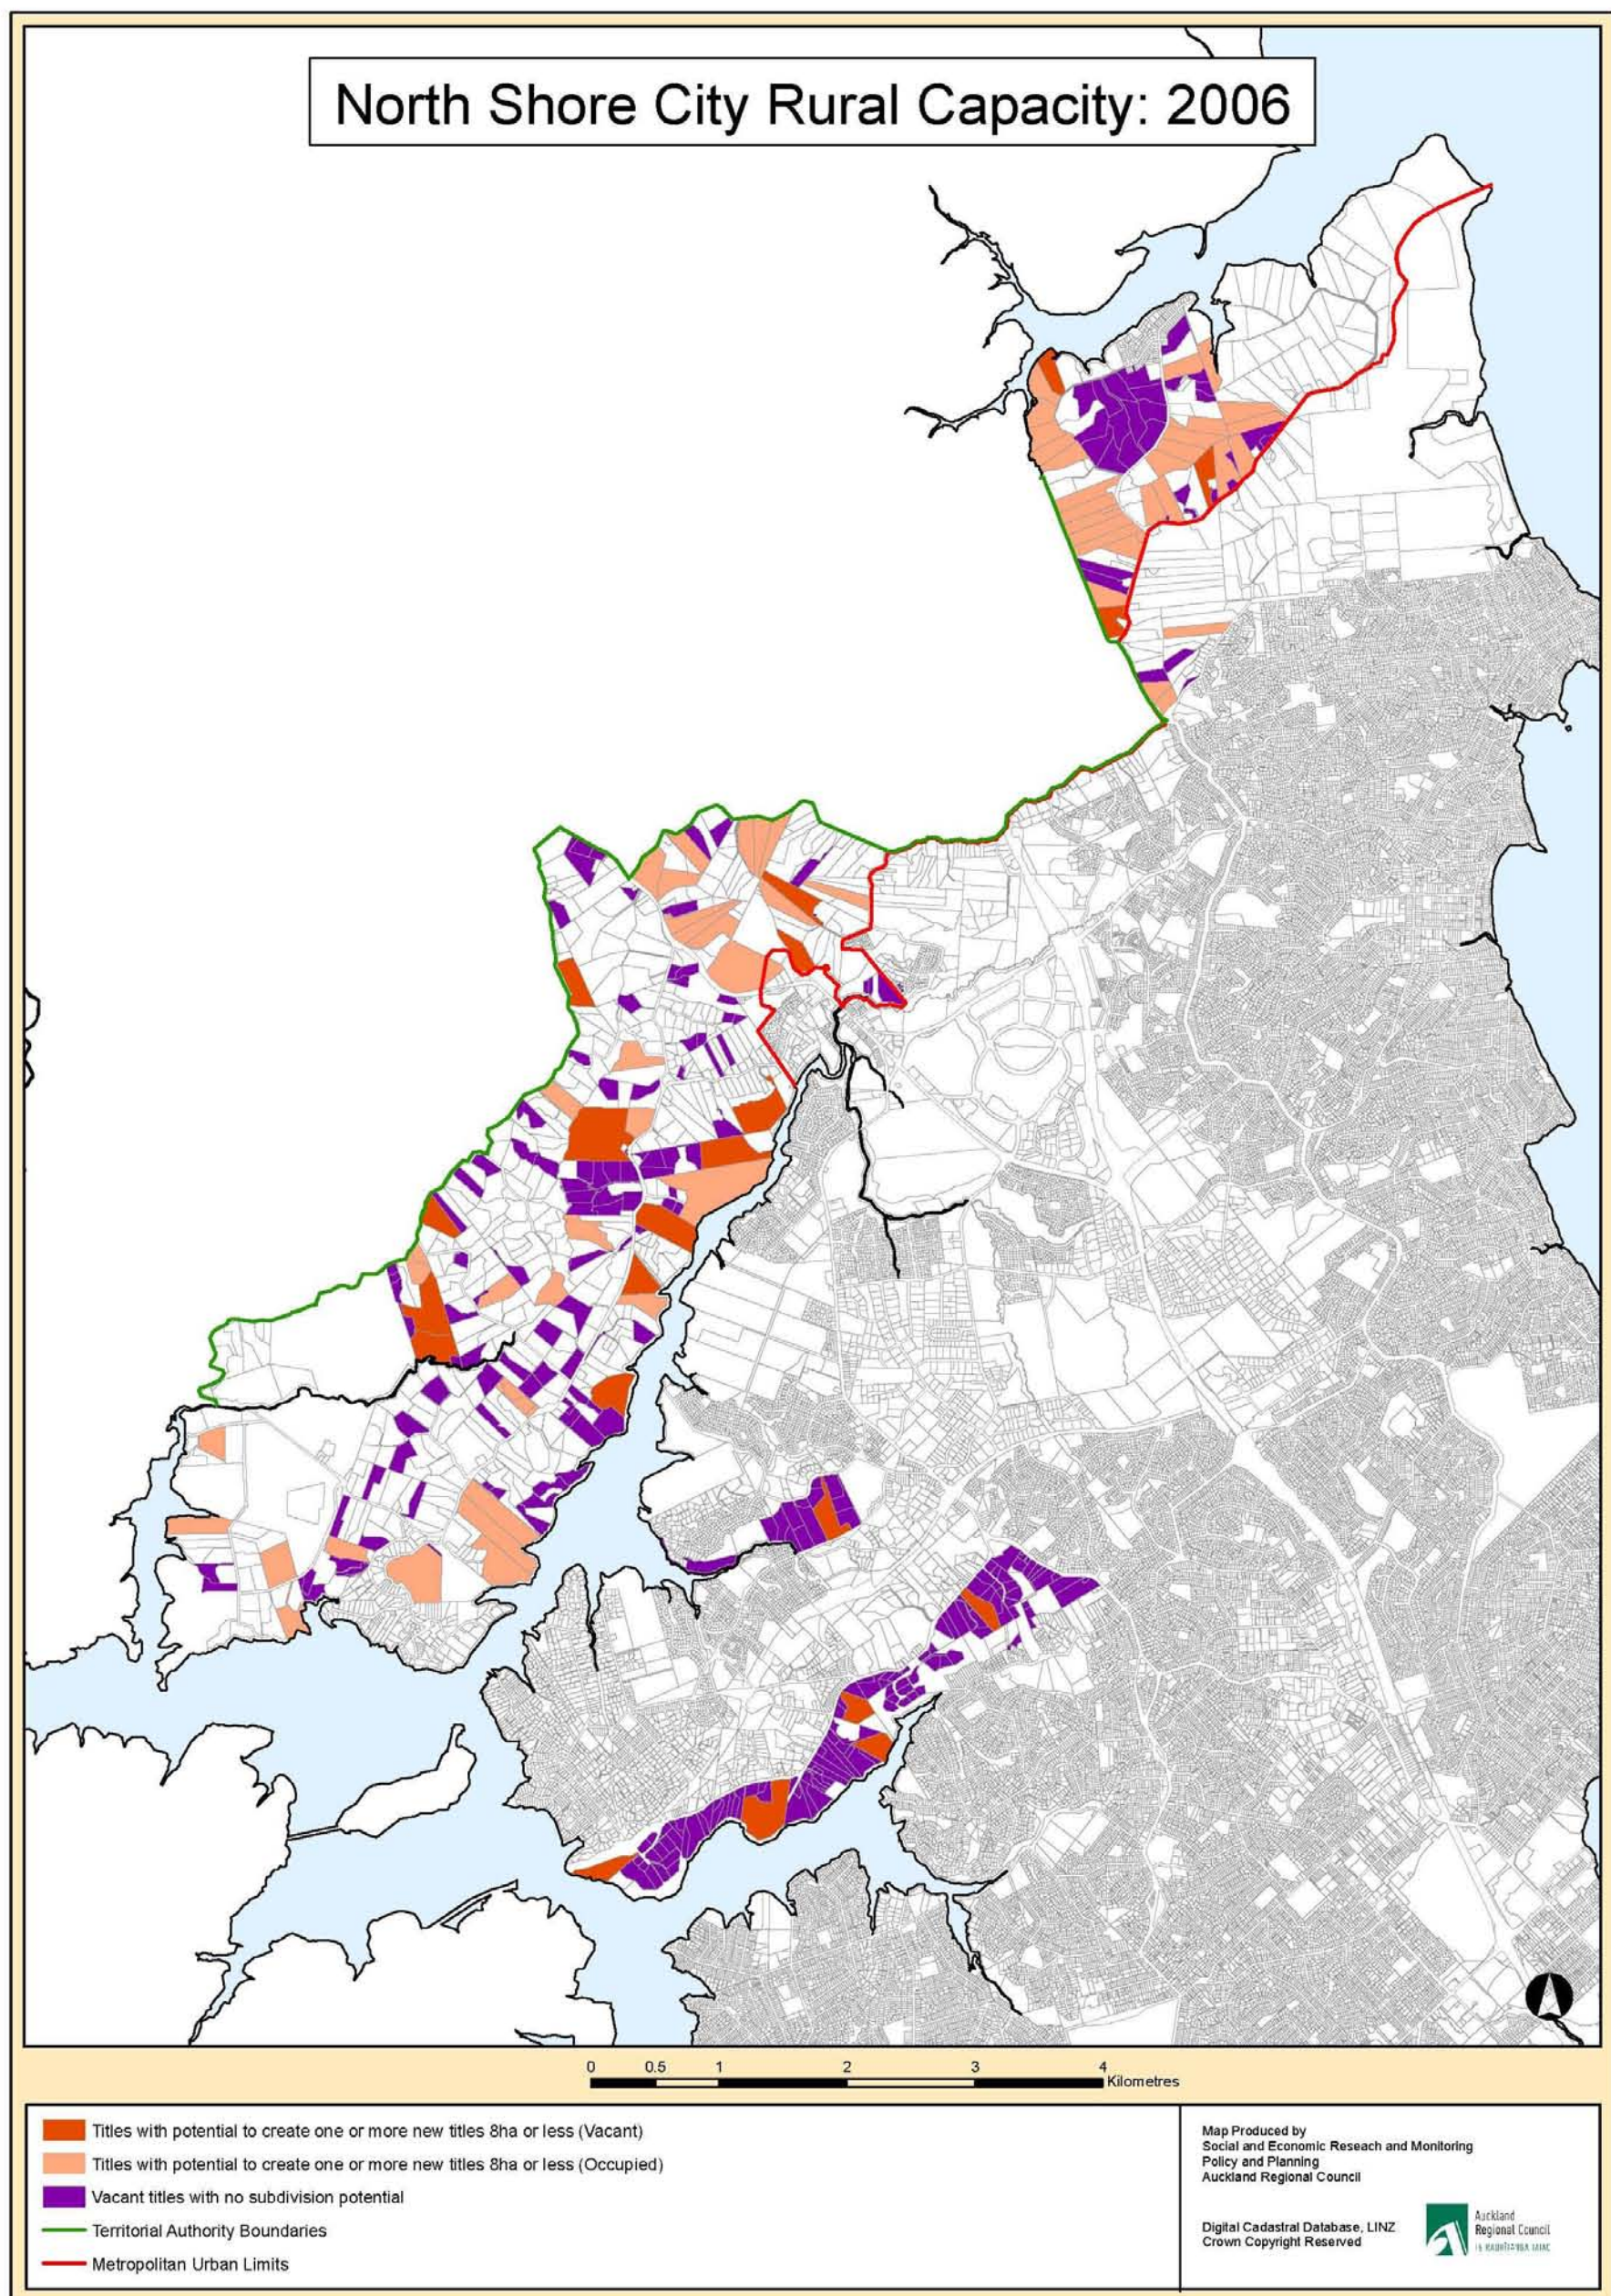 North Shore City Rural Capacity: 2006
0 0.5 1 2 3 4
Kilometres
Titles with potential to create one or more new titles 8ha or less (Vacant)
Titles with potential to create one or more new titles 8ha or less (Occupied)
Vacant titles with no subdivision potential
Territorial Authority Boundaries
Metropolitan Urban Limits
Map Produced by
Social and Economic Reseach and Monitoring
Policy and Planning
Auckland Regional Council
Digital Cadastral Database, LINZ
Crown Copyright Reserved
Auckland
Regional Council